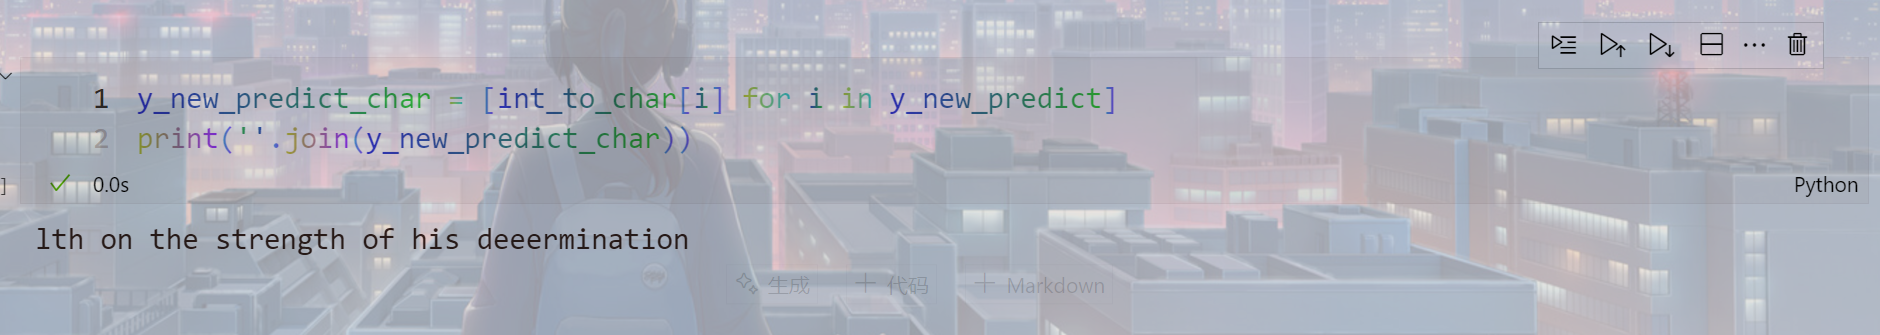 1 y_new_predict_char = [int_to_char[i] for i in y_new_predict]
2 print(''.join(y_new_predict_char))
] 0.0s Python
lth on the strength of his deeermination
生成 + 代码 + Markdown